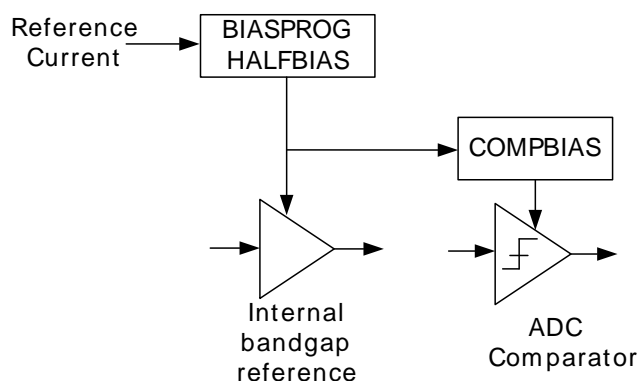 Reference
Current
BIASPROG
HALFBIAS
COMPBIAS
Internal
bandgap
reference
ADC
Comparator